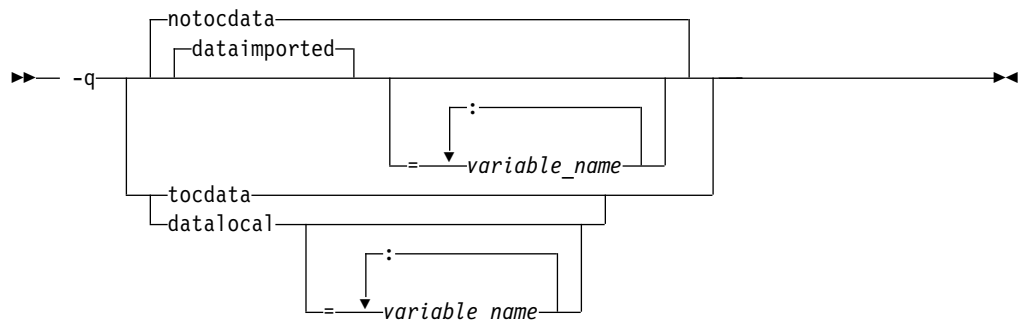 notocdata
dataimported
-q
:
= variable_name
tocdata
datalocal
:
= variable_name